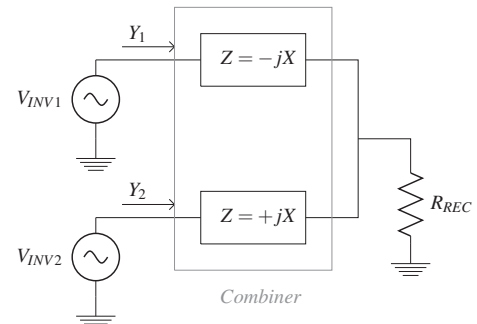 Y1
Z = −jX
VINV1
Y2
Z = +jX
RREC
VINV2
Combiner